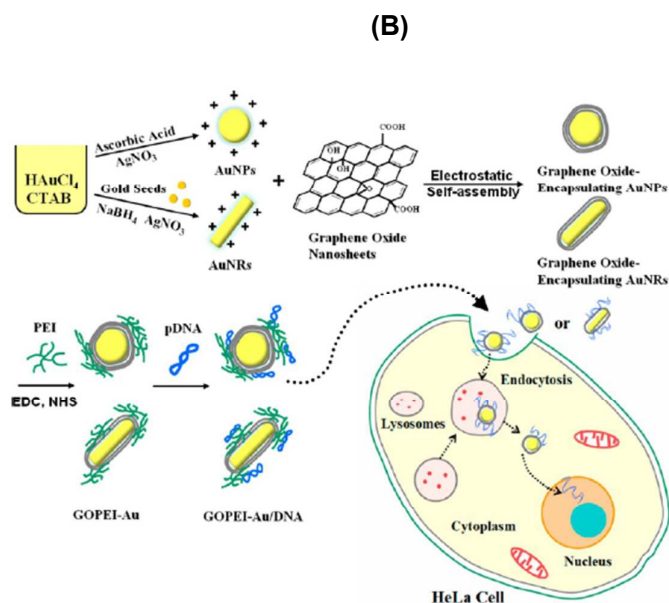 (B)
Ascorbic Acid
AgNO3
HAuCl4
CTAB
Gold Seeds
NaBH4 AgNO3
AuNPs
AuNRs
+
COOH
OH
OH
O
COOH
Graphene Oxide
Nanosheets
Electrostatic
Self-assembly
Graphene Oxide-
Encapsulating AuNPs
Graphene Oxide-
Encapsulating AuNRs
PEI
EDC, NHS
pDNA
GOPEI-Au
GOPEI-Au/DNA
or
Endocytosis
Lysosomes
Cytoplasm
Nucleus
HeLa Cell